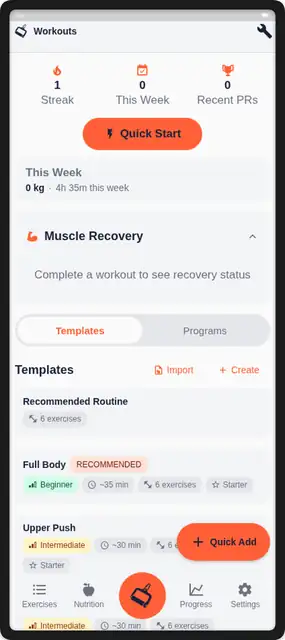 Workouts
1 0 0
Streak This Week Recent PRs
Quick Start
This Week
0 kg · 4h 35m this week
Muscle Recovery
Complete a workout to see recovery status
Templates Programs
Templates Import + Create
Recommended Routine
6 exercises
Full Body RECOMMENDED
Beginner ~35 min 6 exercises Starter
Upper Push
Intermediate ~30 min 6 e
+ Quick Add
Starter
Exercises Nutrition Progress Settings
Intermediate ~30 min 6 exercises